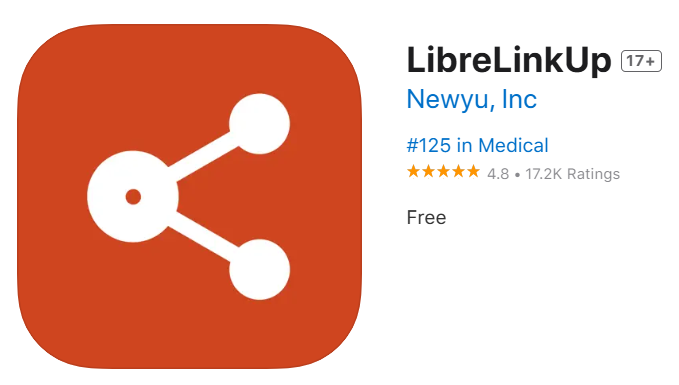 LibreLinkUp 17+
Newyu, Inc
#125 in Medical
★★★★★ 4.8 • 17.2K Ratings
Free